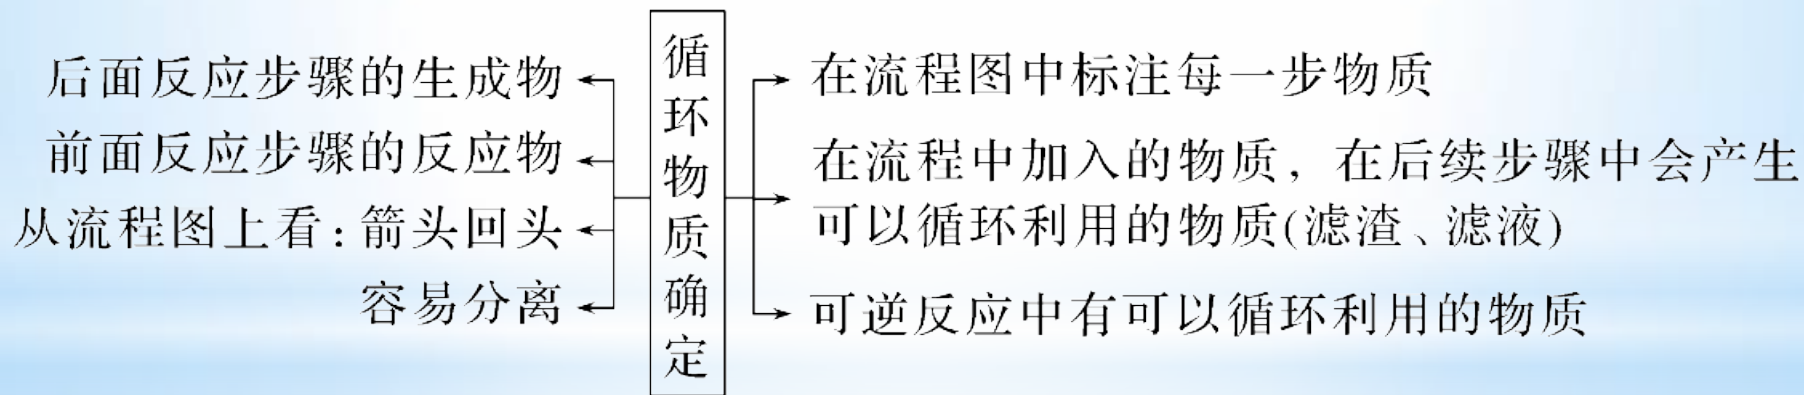 后面反应步骤的生成物
前面反应步骤的反应物
从流程图上看:箭头回头
容易分离
循环物质确定
在流程图中标注每一步物质
在流程中加入的物质，在后续步骤中会产生
可以循环利用的物质(滤渣、滤液)
可逆反应中有可以循环利用的物质